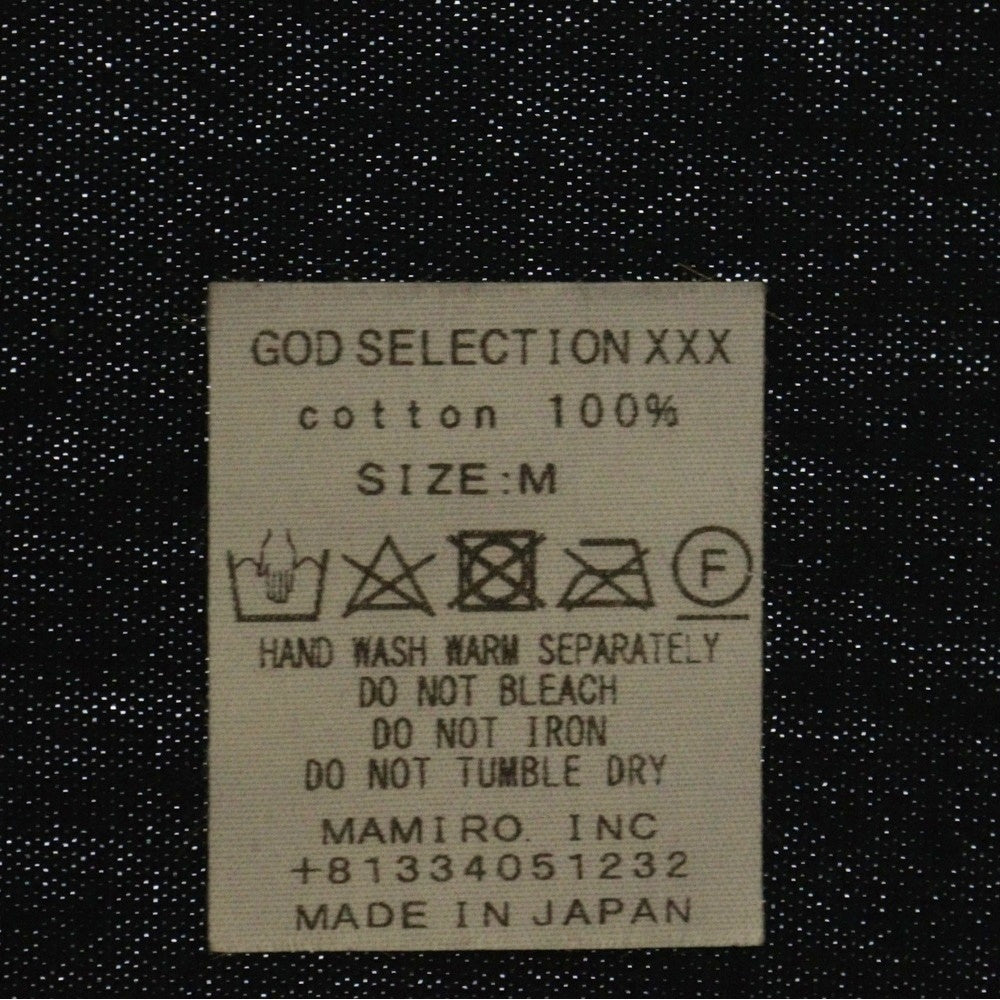 GOD SELECTION XXX
cotton 100%
SIZE:M
F
HAND WASH WARM SEPARATELY
DO NOT BLEACH
DO NOT IRON
DO NOT TUMBLE DRY
MAMIRO. INC
+81334051232
MADE IN JAPAN